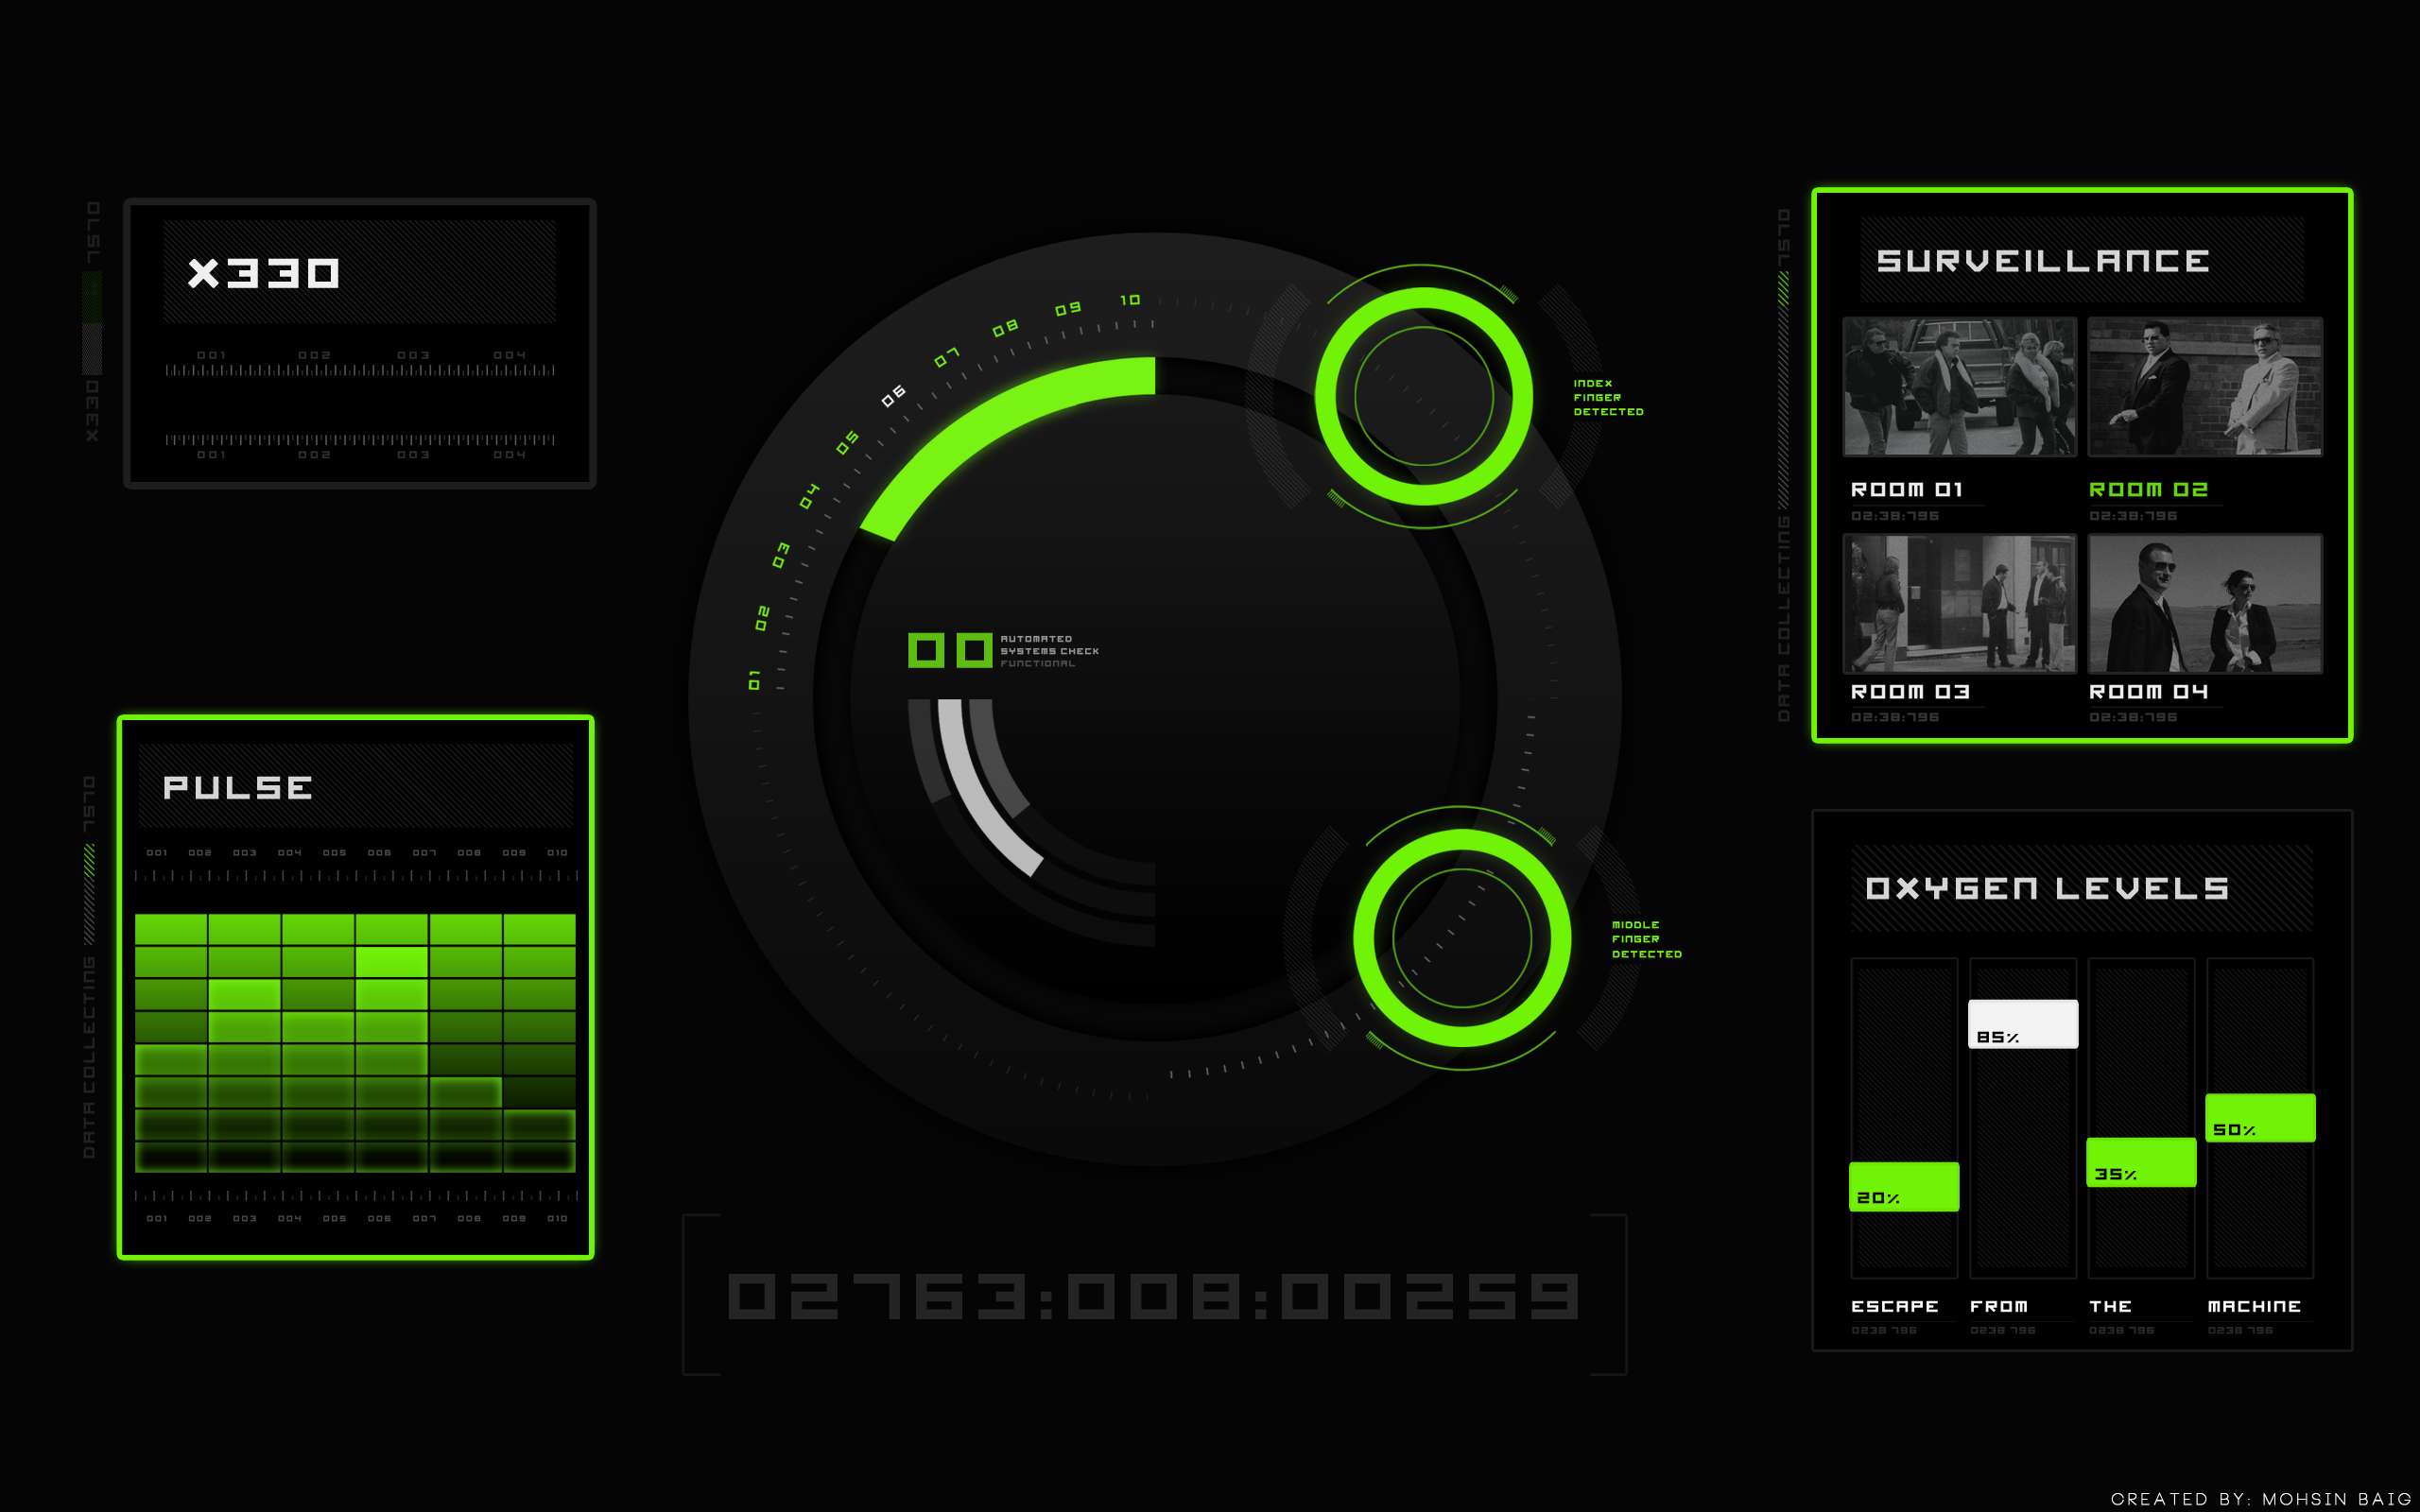 X330
001 002 003 004
001 002 003 004
PULSE
001 002 003 004 005 006 007 008 009 010
001 002 003 004 005 006 007 008 009 010
DATA COLLECTING
01
02
03
04
05
06
07
08
09
10
00
AUTOMATED
SYSTEMS CHECK
FUNCTIONAL
INDEX
FINGER
DETECTED
MIDDLE
FINGER
DETECTED
02763:008:00259
DATA COLLECTING
SURVEILLANCE
ROOM 01 ROOM 02
02:38:796 02:38:796
ROOM 03 ROOM 04
02:38:796 02:38:796
OXYGEN LEVELS
85%
50%
35%
20%
ESCAPE FROM THE MACHINE
0238 796 0238 796 0238 796 0238 796
CREATED BY: MOHSIN BAIG